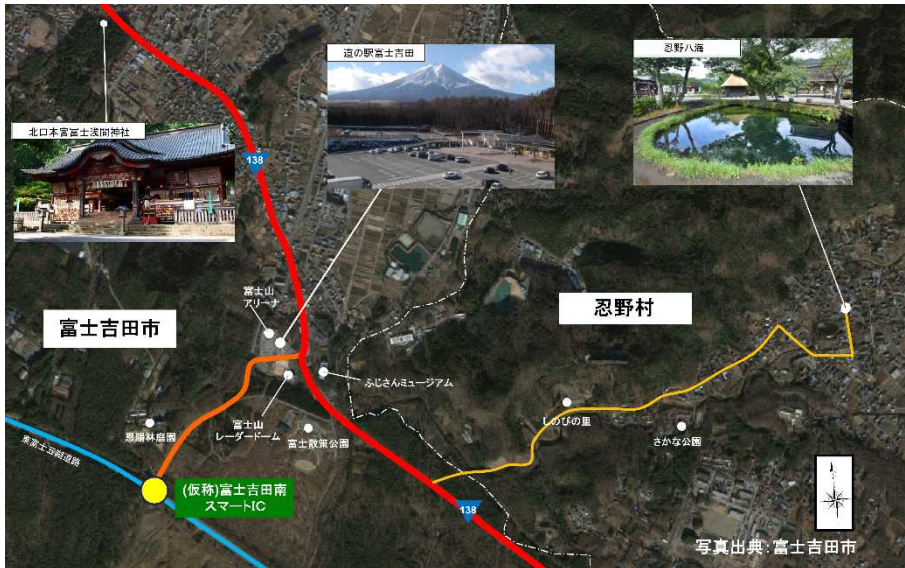 道の駅富士吉田
忍野八海
北口本宮冨士浅間神社
138
富士山
アリーナ
富士吉田市
忍野村
ふじさんミュージアム
富士山
レーダードーム
しのびの里
恩賜林庭園
富士散策公園
さかな公園
東富士五湖道路
(仮称)富士吉田南
スマートIC
138
写真出典：富士吉田市